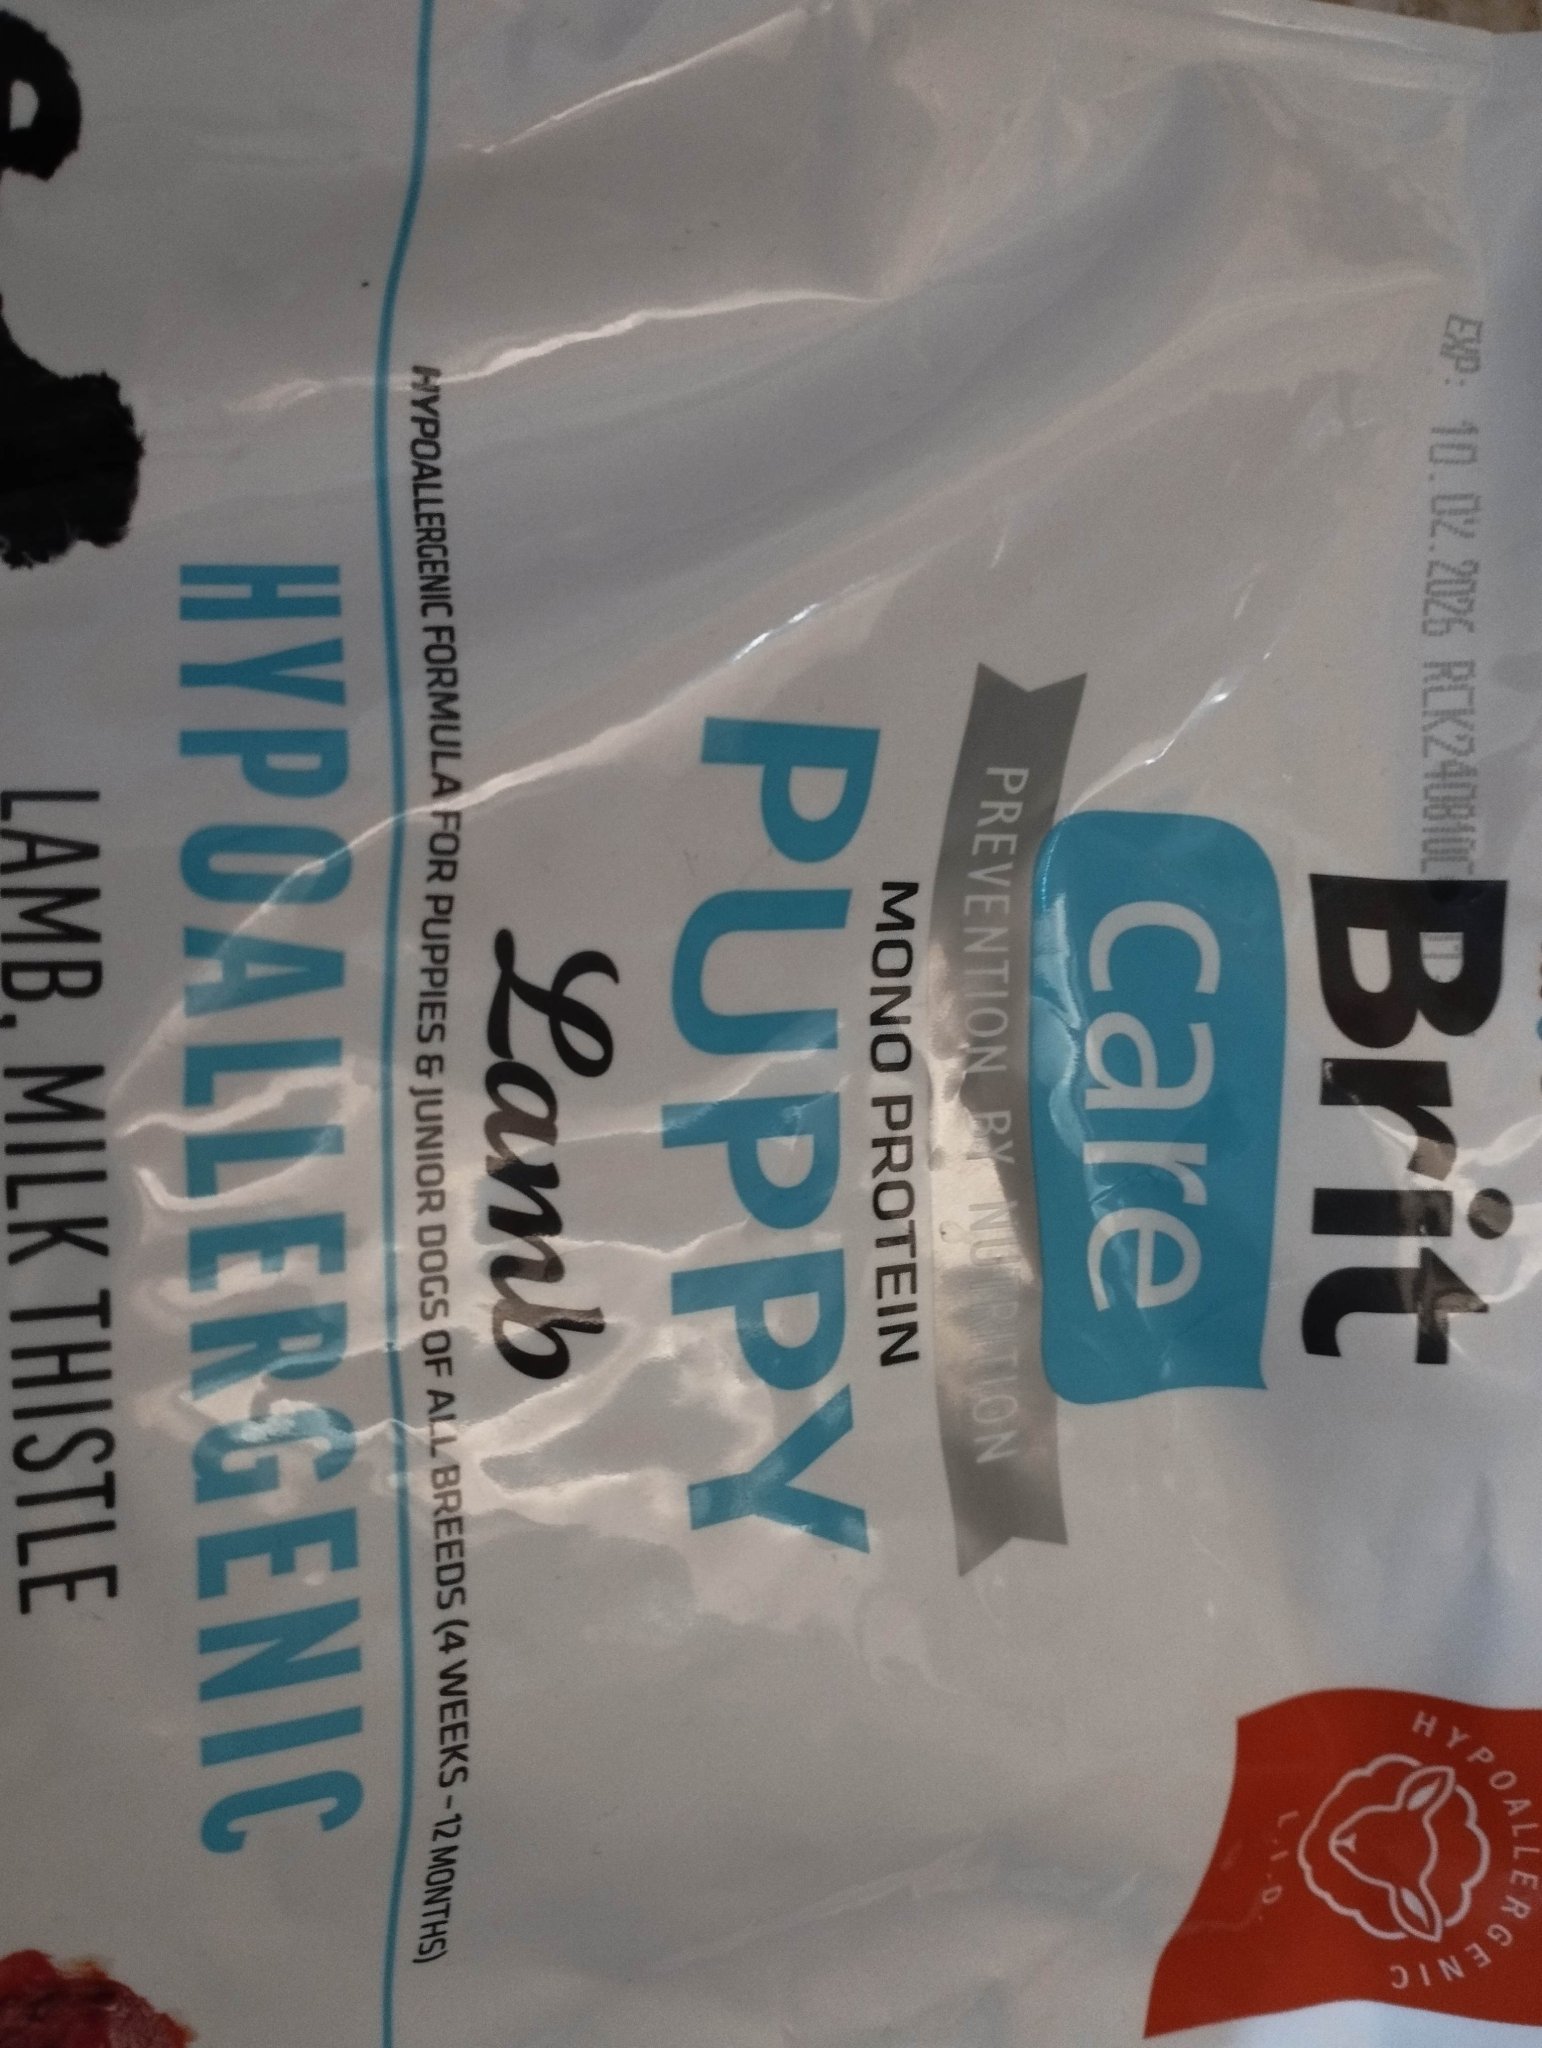 EXP: 10.02.2026 RCK240810E
Brit
care
PREVENTION BY NUTRITION
MONO PROTEIN
PUPPY
Lamb
HYPOALLERGENIC FORMULA FOR PUPPIES & JUNIOR DOGS OF ALL BREEDS (4 WEEKS – 12 MONTHS)
HYPOALLERGENIC
LAMB, MILK THISTLE
HYPOALLERGENIC
L.I.D.